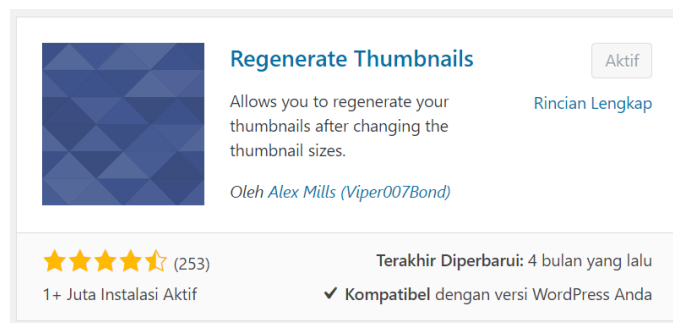 Regenerate Thumbnails
Aktif
Allows you to regenerate your
thumbnails after changing the
thumbnail sizes.
Rincian Lengkap
Oleh Alex Mills (Viper007Bond)
(253)
Terakhir Diperbarui: 4 bulan yang lalu
1+ Juta Instalasi Aktif
Kompatibel dengan versi WordPress Anda